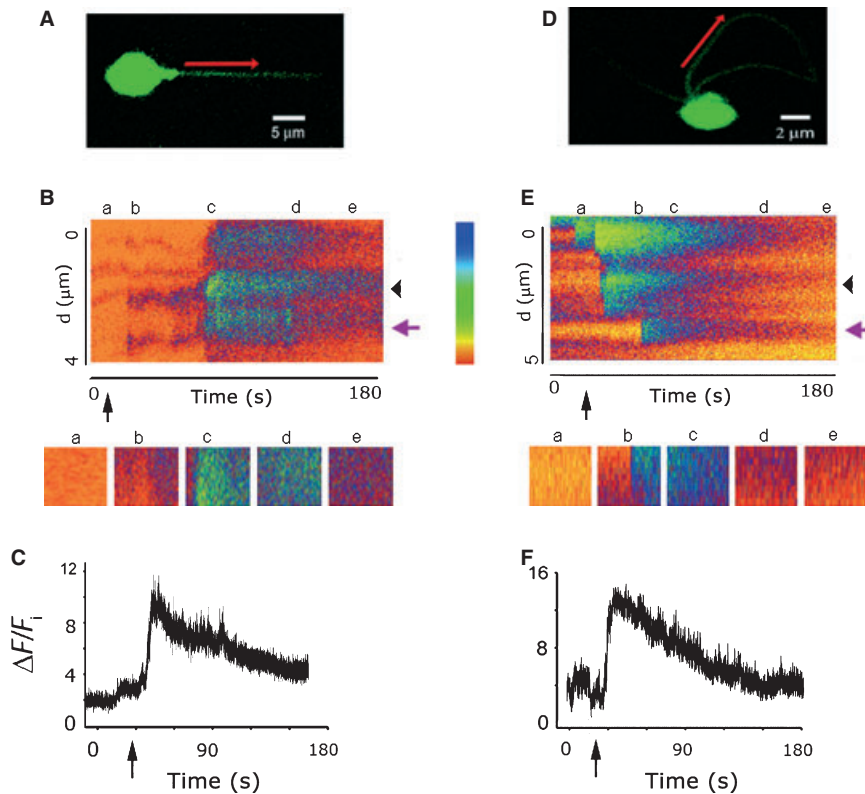 A
5 μm
D
2 μm
B
a b c d e
0
d (μm)
4
0 Time (s) 180
a b c d e
E
a b c d e
0
d (μm)
5
0 Time (s) 180
a b c d e
C
12
8
4
0
ΔF/Fi
0 90 180
Time (s)
F
16
8
0
0 90 180
Time (s)